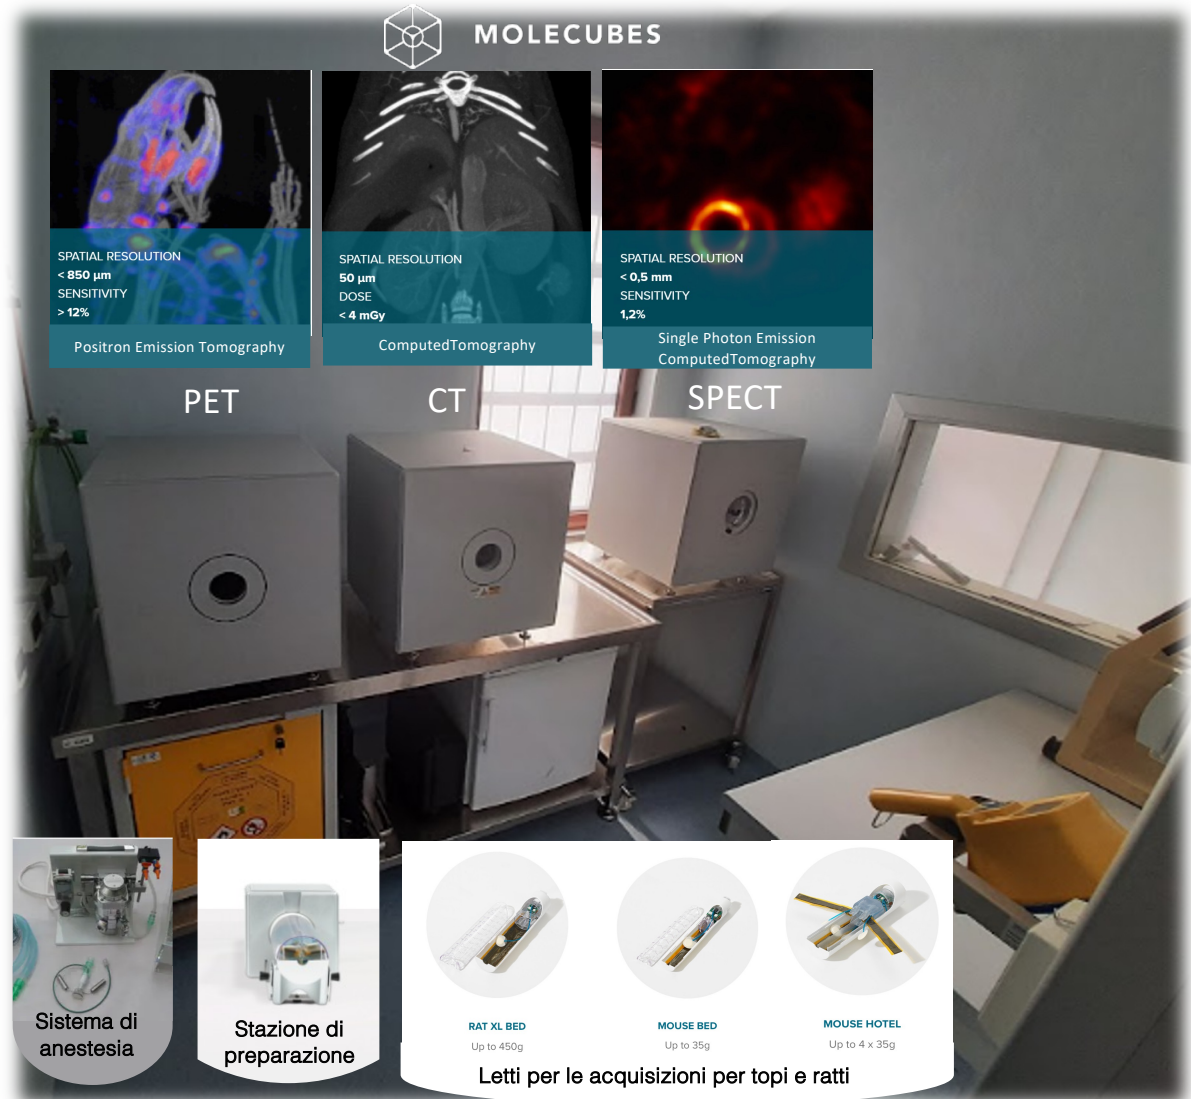 MOLECUBES
SPATIAL RESOLUTION
< 850 µm
SENSITIVITY
> 12%
Positron Emission Tomography
SPATIAL RESOLUTION
50 µm
DOSE
< 4 mGy
ComputedTomography
SPATIAL RESOLUTION
< 0,5 mm
SENSITIVITY
1,2%
Single Photon Emission
ComputedTomography
PET
CT
SPECT
Sistema di
anestesia
Stazione di
preparazione
RAT XL BED
Up to 450g
MOUSE BED
Up to 35g
MOUSE HOTEL
Up to 4 x 35g
Letti per le acquisizioni per topi e ratti